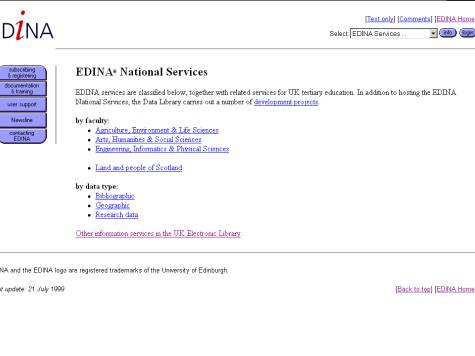 DINA
[Text only] [Comments] [EDINA Home
Select: EDINA Services ... info login
subscribing & registering
documentation & training
user support
Newsline
contacting EDINA
EDINA® National Services
EDINA services are classified below, together with related services for UK tertiary education. In addition to hosting the EDINA
National Services, the Data Library carries out a number of development projects.
by faculty:
Agriculture, Environment & Life Sciences
Arts, Humanities & Social Sciences
Engineering, Informatics & Physical Sciences
Land and people of Scotland
by data type:
Bibliographic
Geographic
Research data
Other information services in the UK Electronic Library.
NA and the EDINA logo are registered trademarks of the University of Edinburgh.
t update: 21 July 1999
[Back to top] [EDINA Home